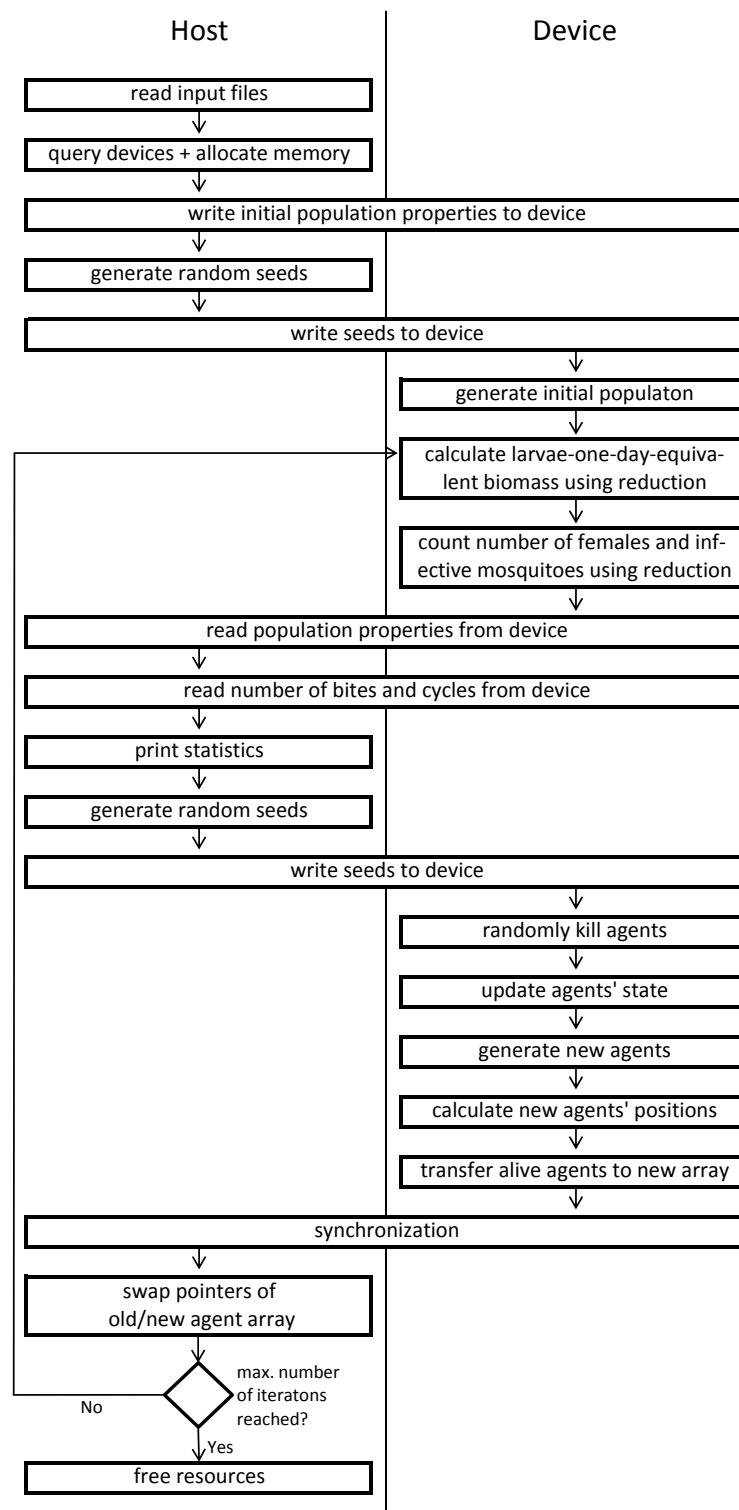 Host
Device
read input files
query devices + allocate memory
write initial population properties to device
generate random seeds
write seeds to device
generate initial populaton
calculate larvae-one-day-equiva-
lent biomass using reduction
count number of females and inf-
ective mosquitoes using reduction
read population properties from device
read number of bites and cycles from device
print statistics
generate random seeds
write seeds to device
randomly kill agents
update agents' state
generate new agents
calculate new agents' positions
transfer alive agents to new array
synchronization
swap pointers of
old/new agent array
max. number
of iteratons
reached?
No
Yes
free resources